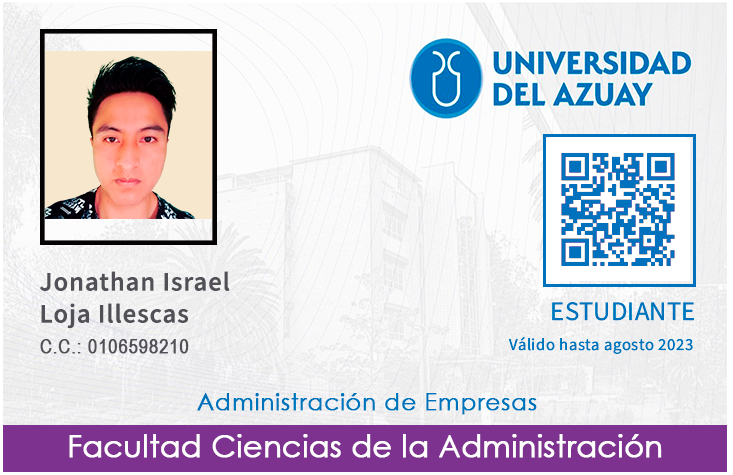 UNIVERSIDAD
DEL AZUAY
Jonathan Israel
Loja Illescas
C.C.: 0106598210
ESTUDIANTE
Válido hasta agosto 2023
Administración de Empresas
Facultad Ciencias de la Administración